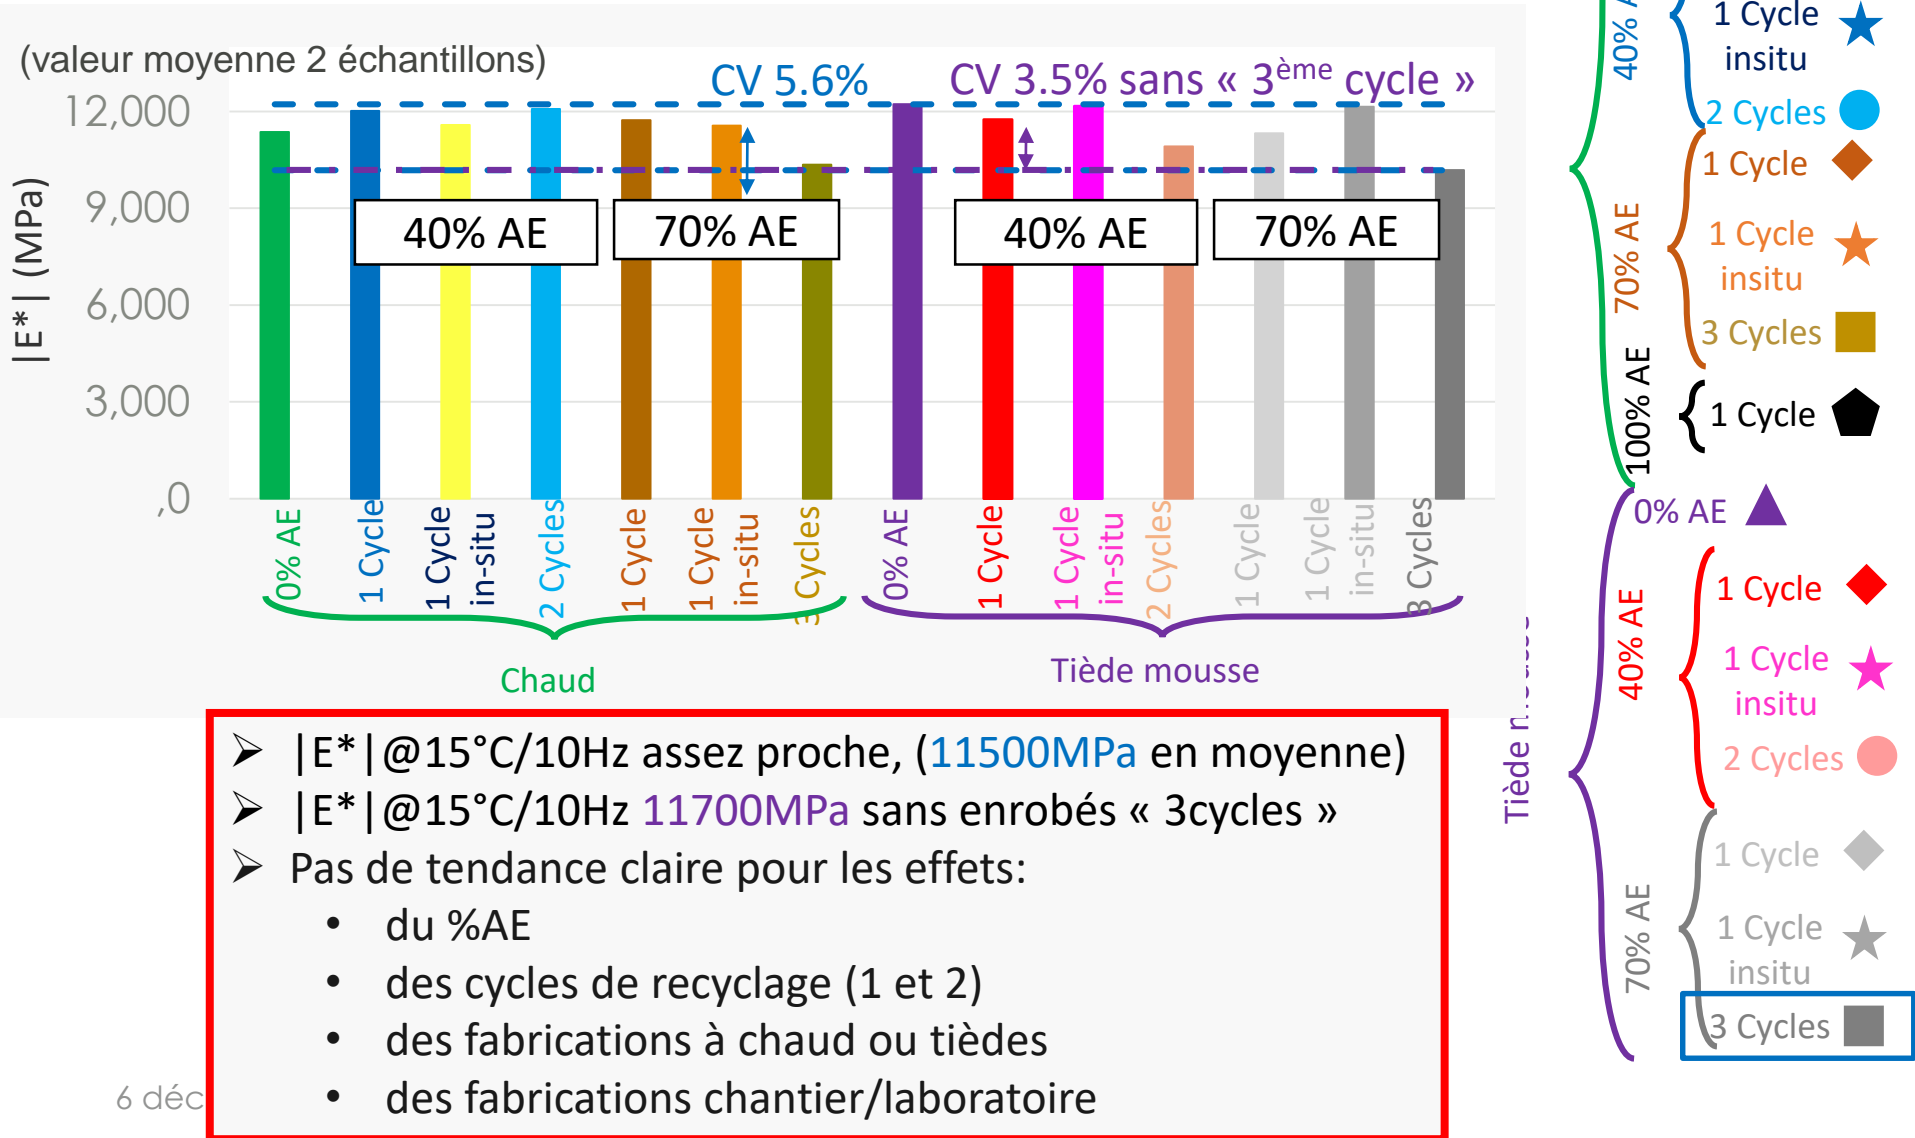 (valeur moyenne 2 échantillons)
CV 5.6%
CV 3.5% sans « 3ème cycle »
|E*| (MPa)
12,000
9,000
6,000
3,000
,0
40% AE
70% AE
40% AE
70% AE
0% AE
1 Cycle
1 Cycle
in-situ
2 Cycles
1 Cycle
1 Cycle
in-situ
3 Cycles
0% AE
1 Cycle
1 Cycle
in-situ
2 Cycles
1 Cycle
1 Cycle
in-situ
3 Cycles
Chaud
Tiède mousse
➢ |E*|@15°C/10Hz assez proche, (11500MPa en moyenne)
➢ |E*|@15°C/10Hz 11700MPa sans enrobés « 3cycles »
➢ Pas de tendance claire pour les effets:
• du %AE
• des cycles de recyclage (1 et 2)
• des fabrications à chaud ou tièdes
• des fabrications chantier/laboratoire
6 déc
40% A
1 Cycle
insitu
2 Cycles
70% AE
1 Cycle
1 Cycle
insitu
3 Cycles
100% AE
1 Cycle
Tiède
0% AE
40% AE
1 Cycle
1 Cycle
insitu
2 Cycles
70% AE
1 Cycle
1 Cycle
insitu
3 Cycles